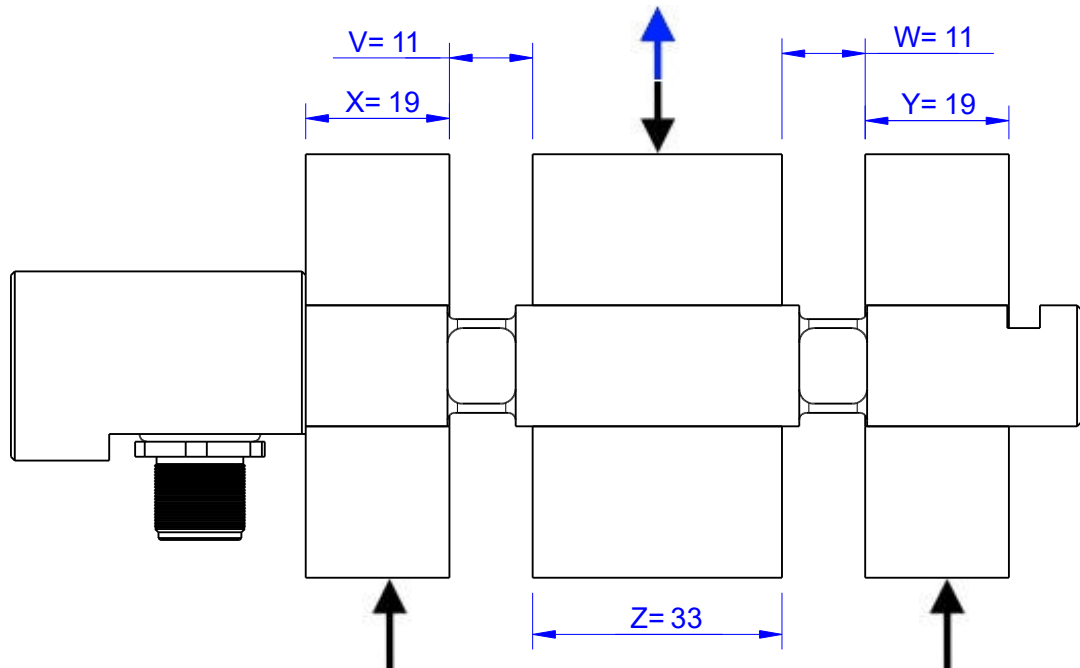 V= 11
W= 11
X= 19
Y= 19
Z= 33